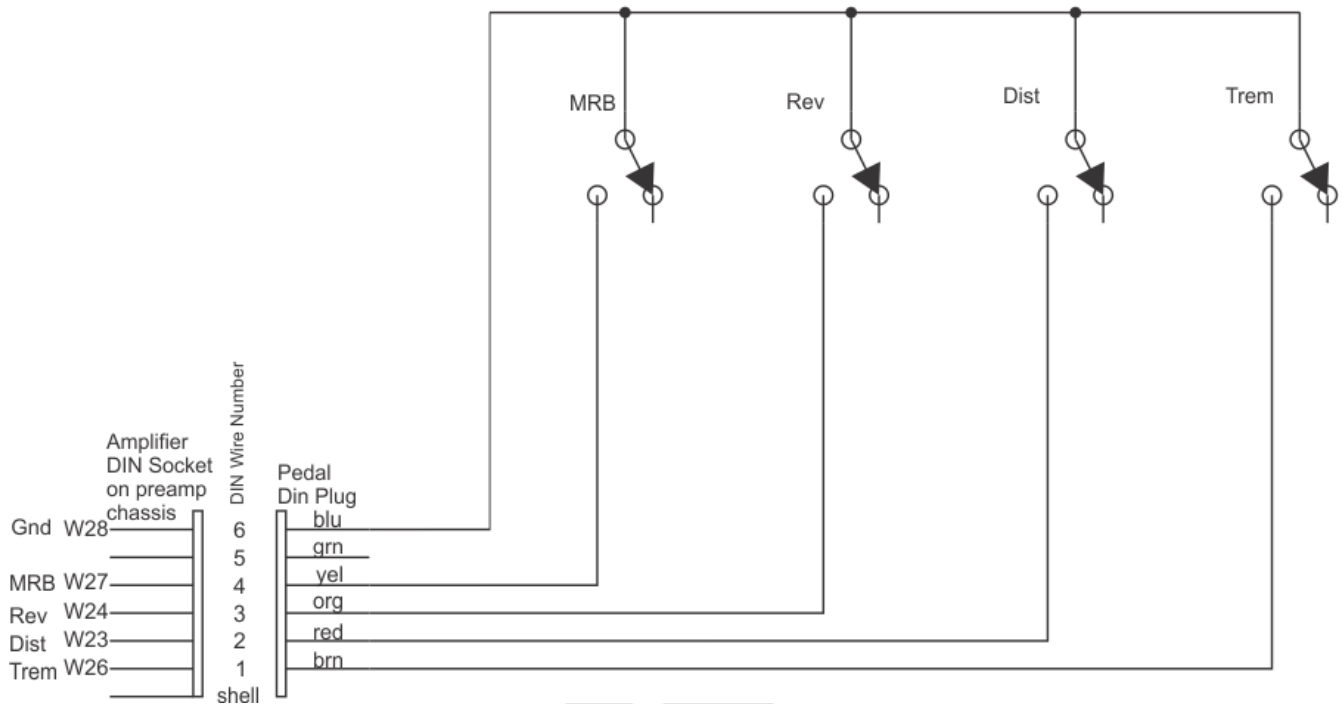 MRB
Rev
Dist
Trem
DIN Wire Number
Amplifier
DIN Socket
on preamp
chassis
Pedal
Din Plug
Gnd W28 6 blu
5 grn
MRB W27 4 yel
Rev W24 3 org
Dist W23 2 red
Trem W26 1 brn
shell